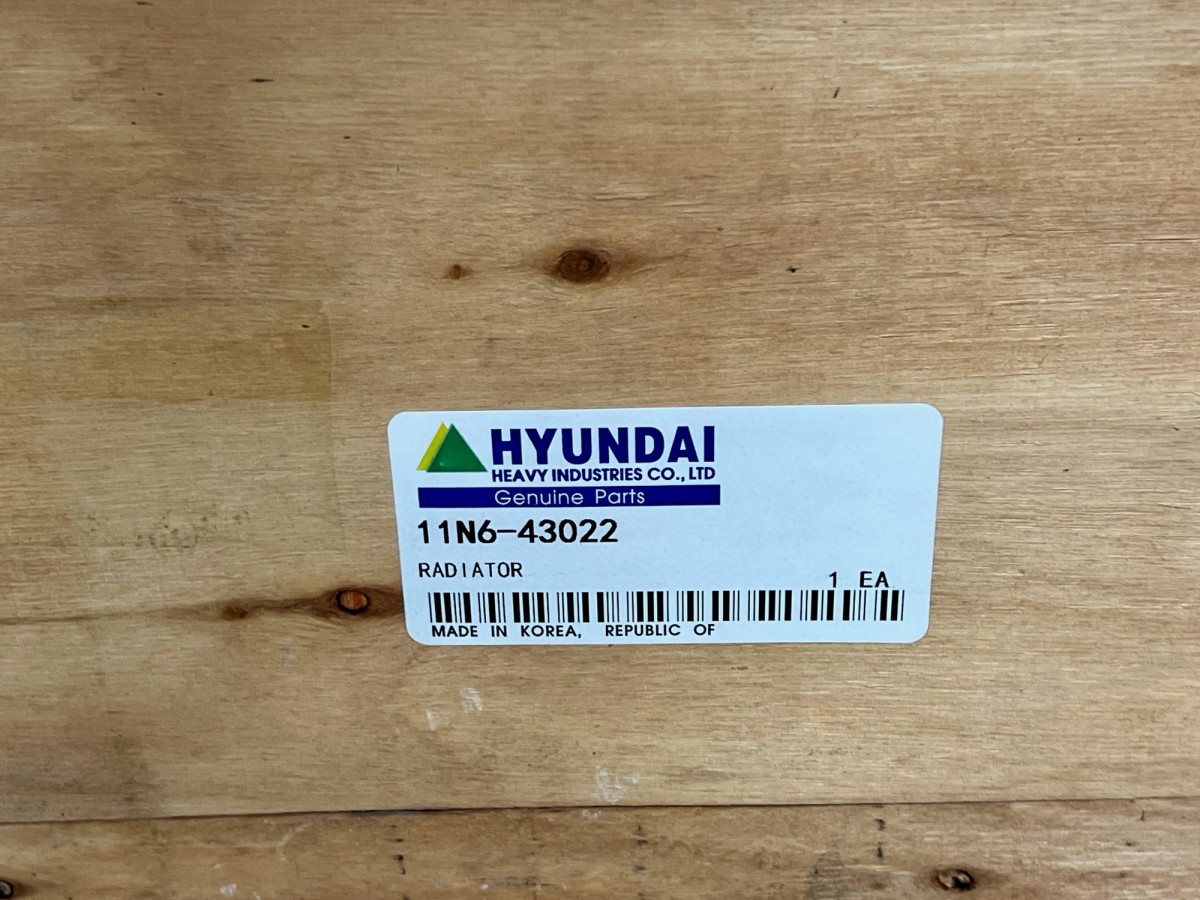 HYUNDAI
HEAVY INDUSTRIES CO., LTD
Genuine Parts
11N6-43022
RADIATOR
1 EA
MADE IN KOREA, REPUBLIC OF